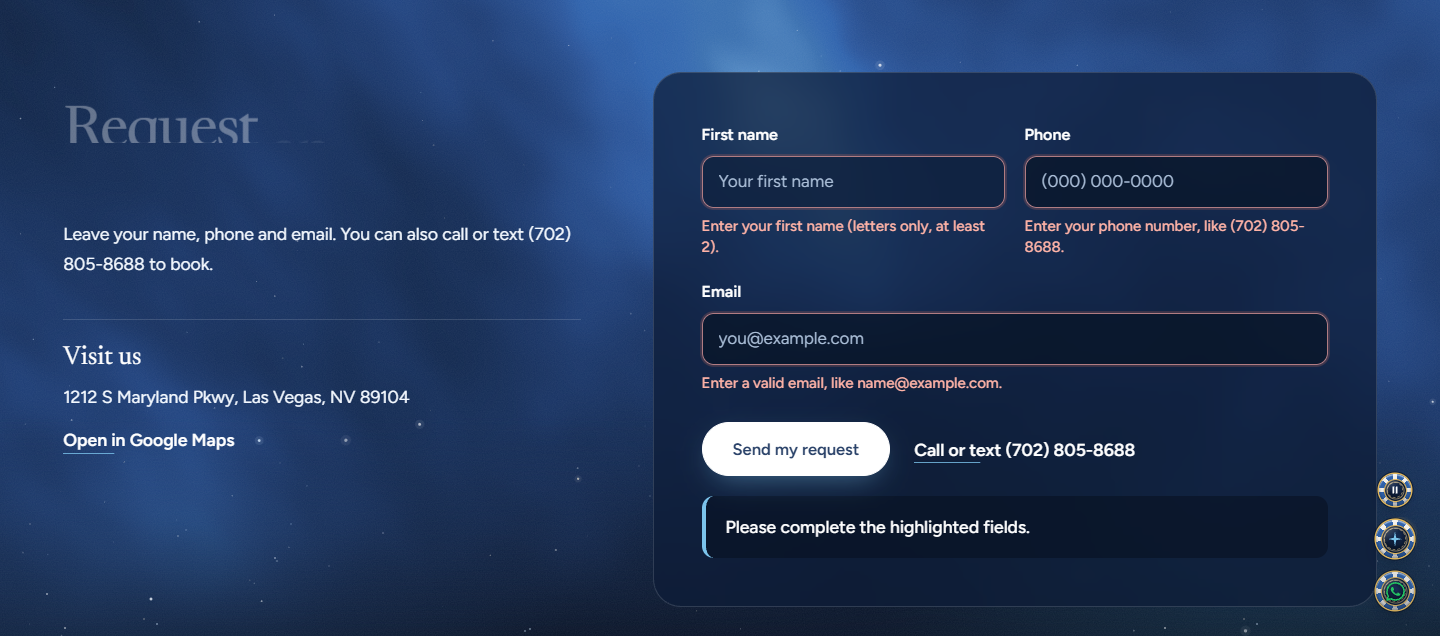 Request
Leave your name, phone and email. You can also call or text (702)
805-8688 to book.
Visit us
1212 S Maryland Pkwy, Las Vegas, NV 89104
Open in Google Maps
First name
Your first name
Enter your first name (letters only, at least
2).
Phone
(000) 000-0000
Enter your phone number, like (702) 805-
8688.
Email
you@example.com
Enter a valid email, like name@example.com.
Send my request
Call or text (702) 805-8688
Please complete the highlighted fields.